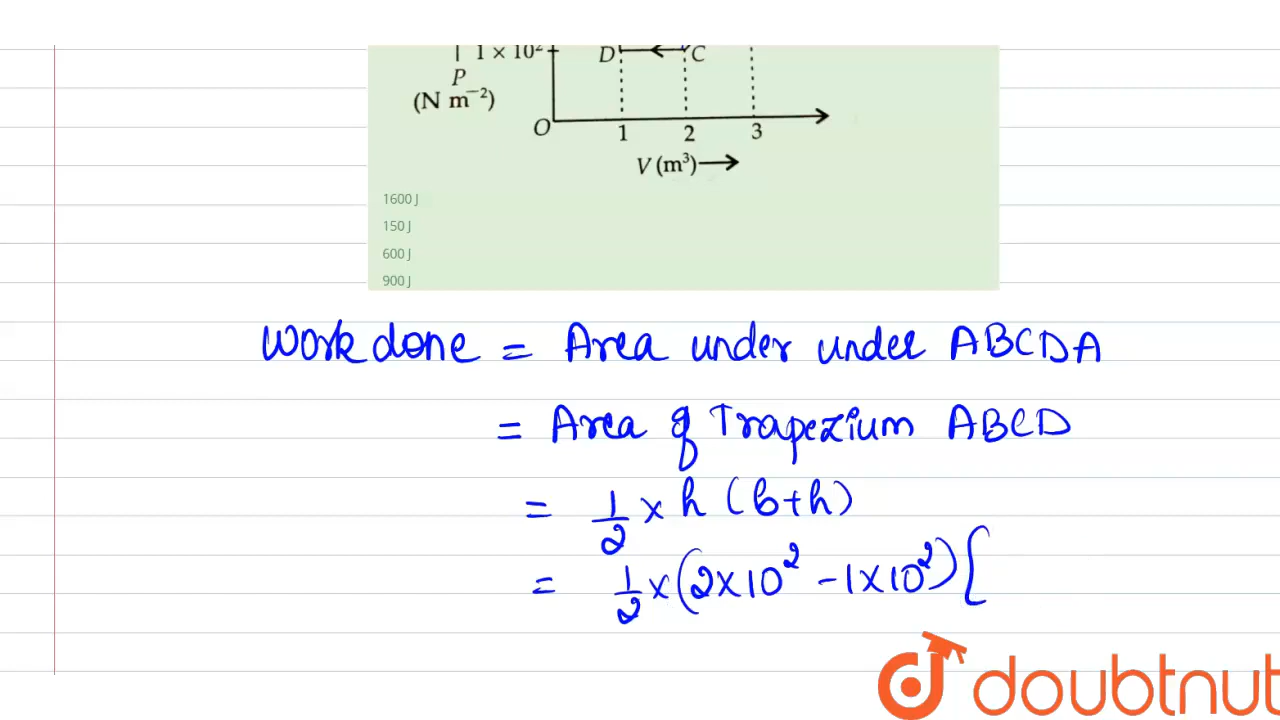 1 × 10²
D C
P
(N m⁻²)
O 1 2 3
V (m³)
1600 J
150 J
600 J
900 J
Work done = Area under under ABCDA
= Area of Trapezium ABCD
= 1/2 × h (b+h)
= 1/2 × (2×10² - 1×10²) [
doubtnut